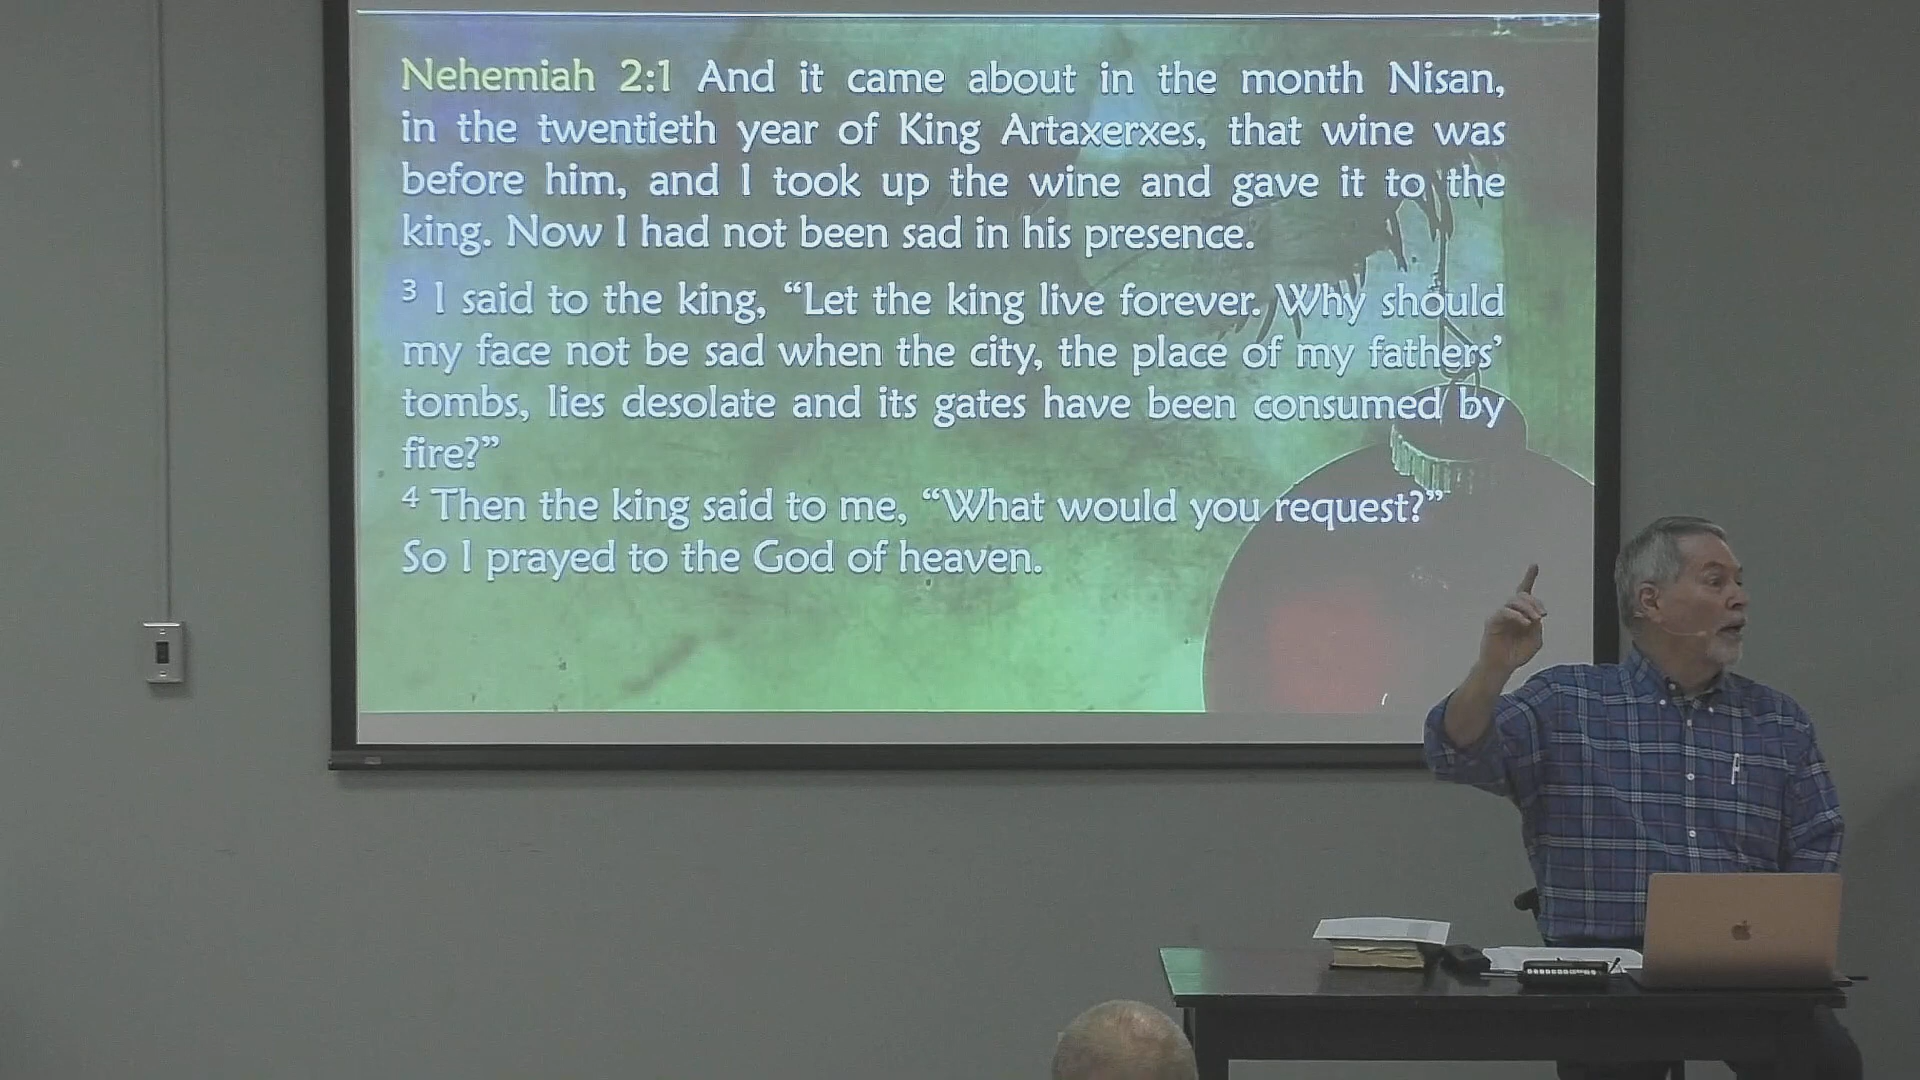 Nehemiah 2:1 And it came about in the month Nisan,
in the twentieth year of King Artaxerxes, that wine was
before him, and I took up the wine and gave it to the
king. Now I had not been sad in his presence.
3 I said to the king, “Let the king live forever. Why should
my face not be sad when the city, the place of my fathers’
tombs, lies desolate and its gates have been consumed by
fire?”
4 Then the king said to me, “What would you request?”
So I prayed to the God of heaven.